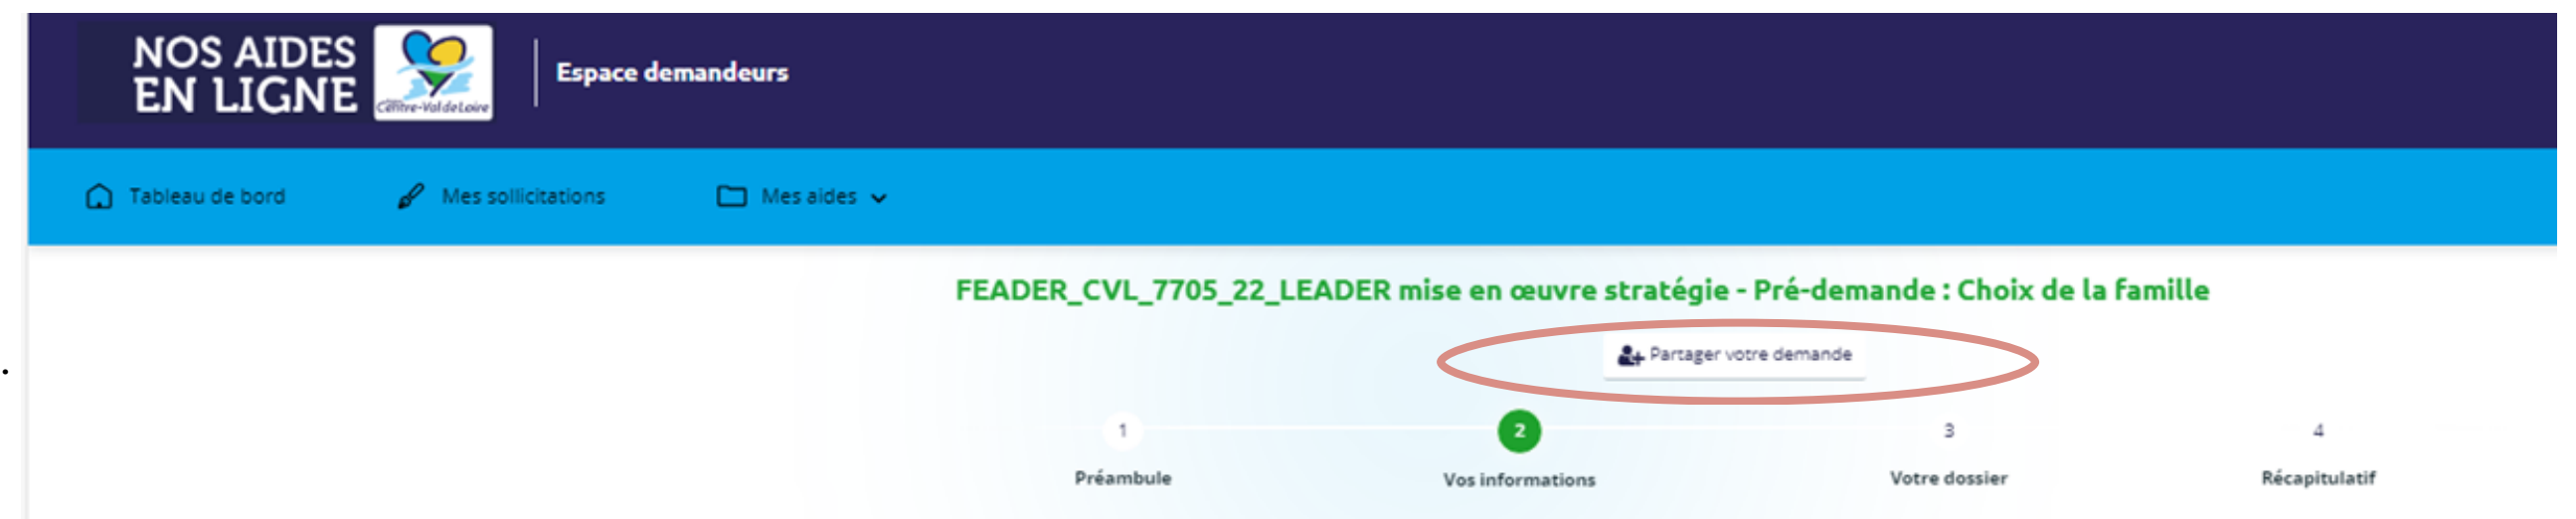 NOS AIDES
EN LIGNE
Centre-Val de Loire
Espace demandeurs
Tableau de bord
Mes sollicitations
Mes aides
FEADER_CVL_7705_22_LEADER mise en œuvre stratégie - Pré-demande : Choix de la famille
Partager votre demande
.
1
2
3
4
Préambule
Vos informations
Votre dossier
Récapitulatif